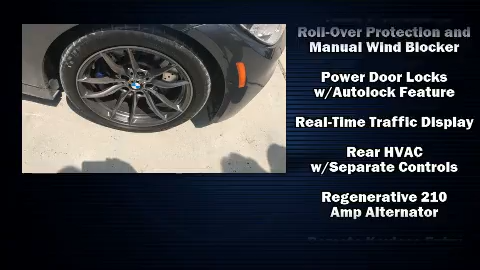 Roll-Over Protection and
Manual Wind Blocker
Power Door Locks
w/Autolock Feature
Real-Time Traffic Display
Rear HVAC
w/Separate Controls
Regenerative 210
Amp Alternator